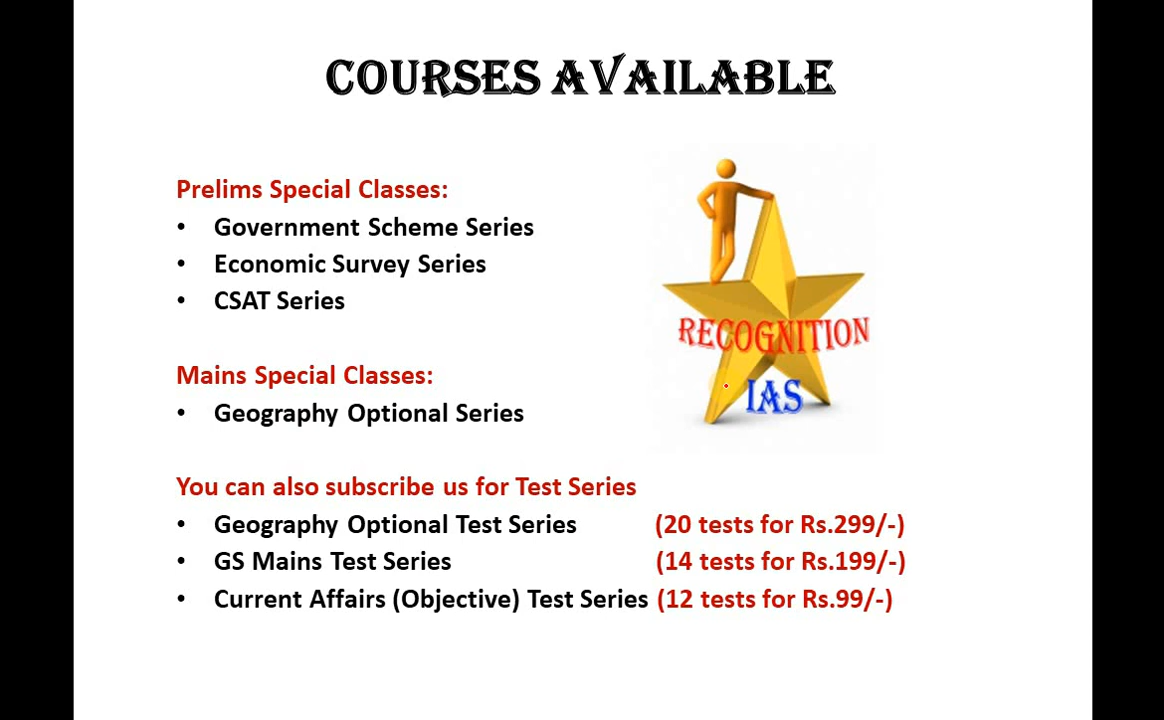 COURSES AVAILABLE
Prelims Special Classes:
• Government Scheme Series
• Economic Survey Series
• CSAT Series
RECOGNITION
IAS
Mains Special Classes:
• Geography Optional Series
You can also subscribe us for Test Series
• Geography Optional Test Series (20 tests for Rs.299/-)
• GS Mains Test Series (14 tests for Rs.199/-)
• Current Affairs (Objective) Test Series (12 tests for Rs.99/-)